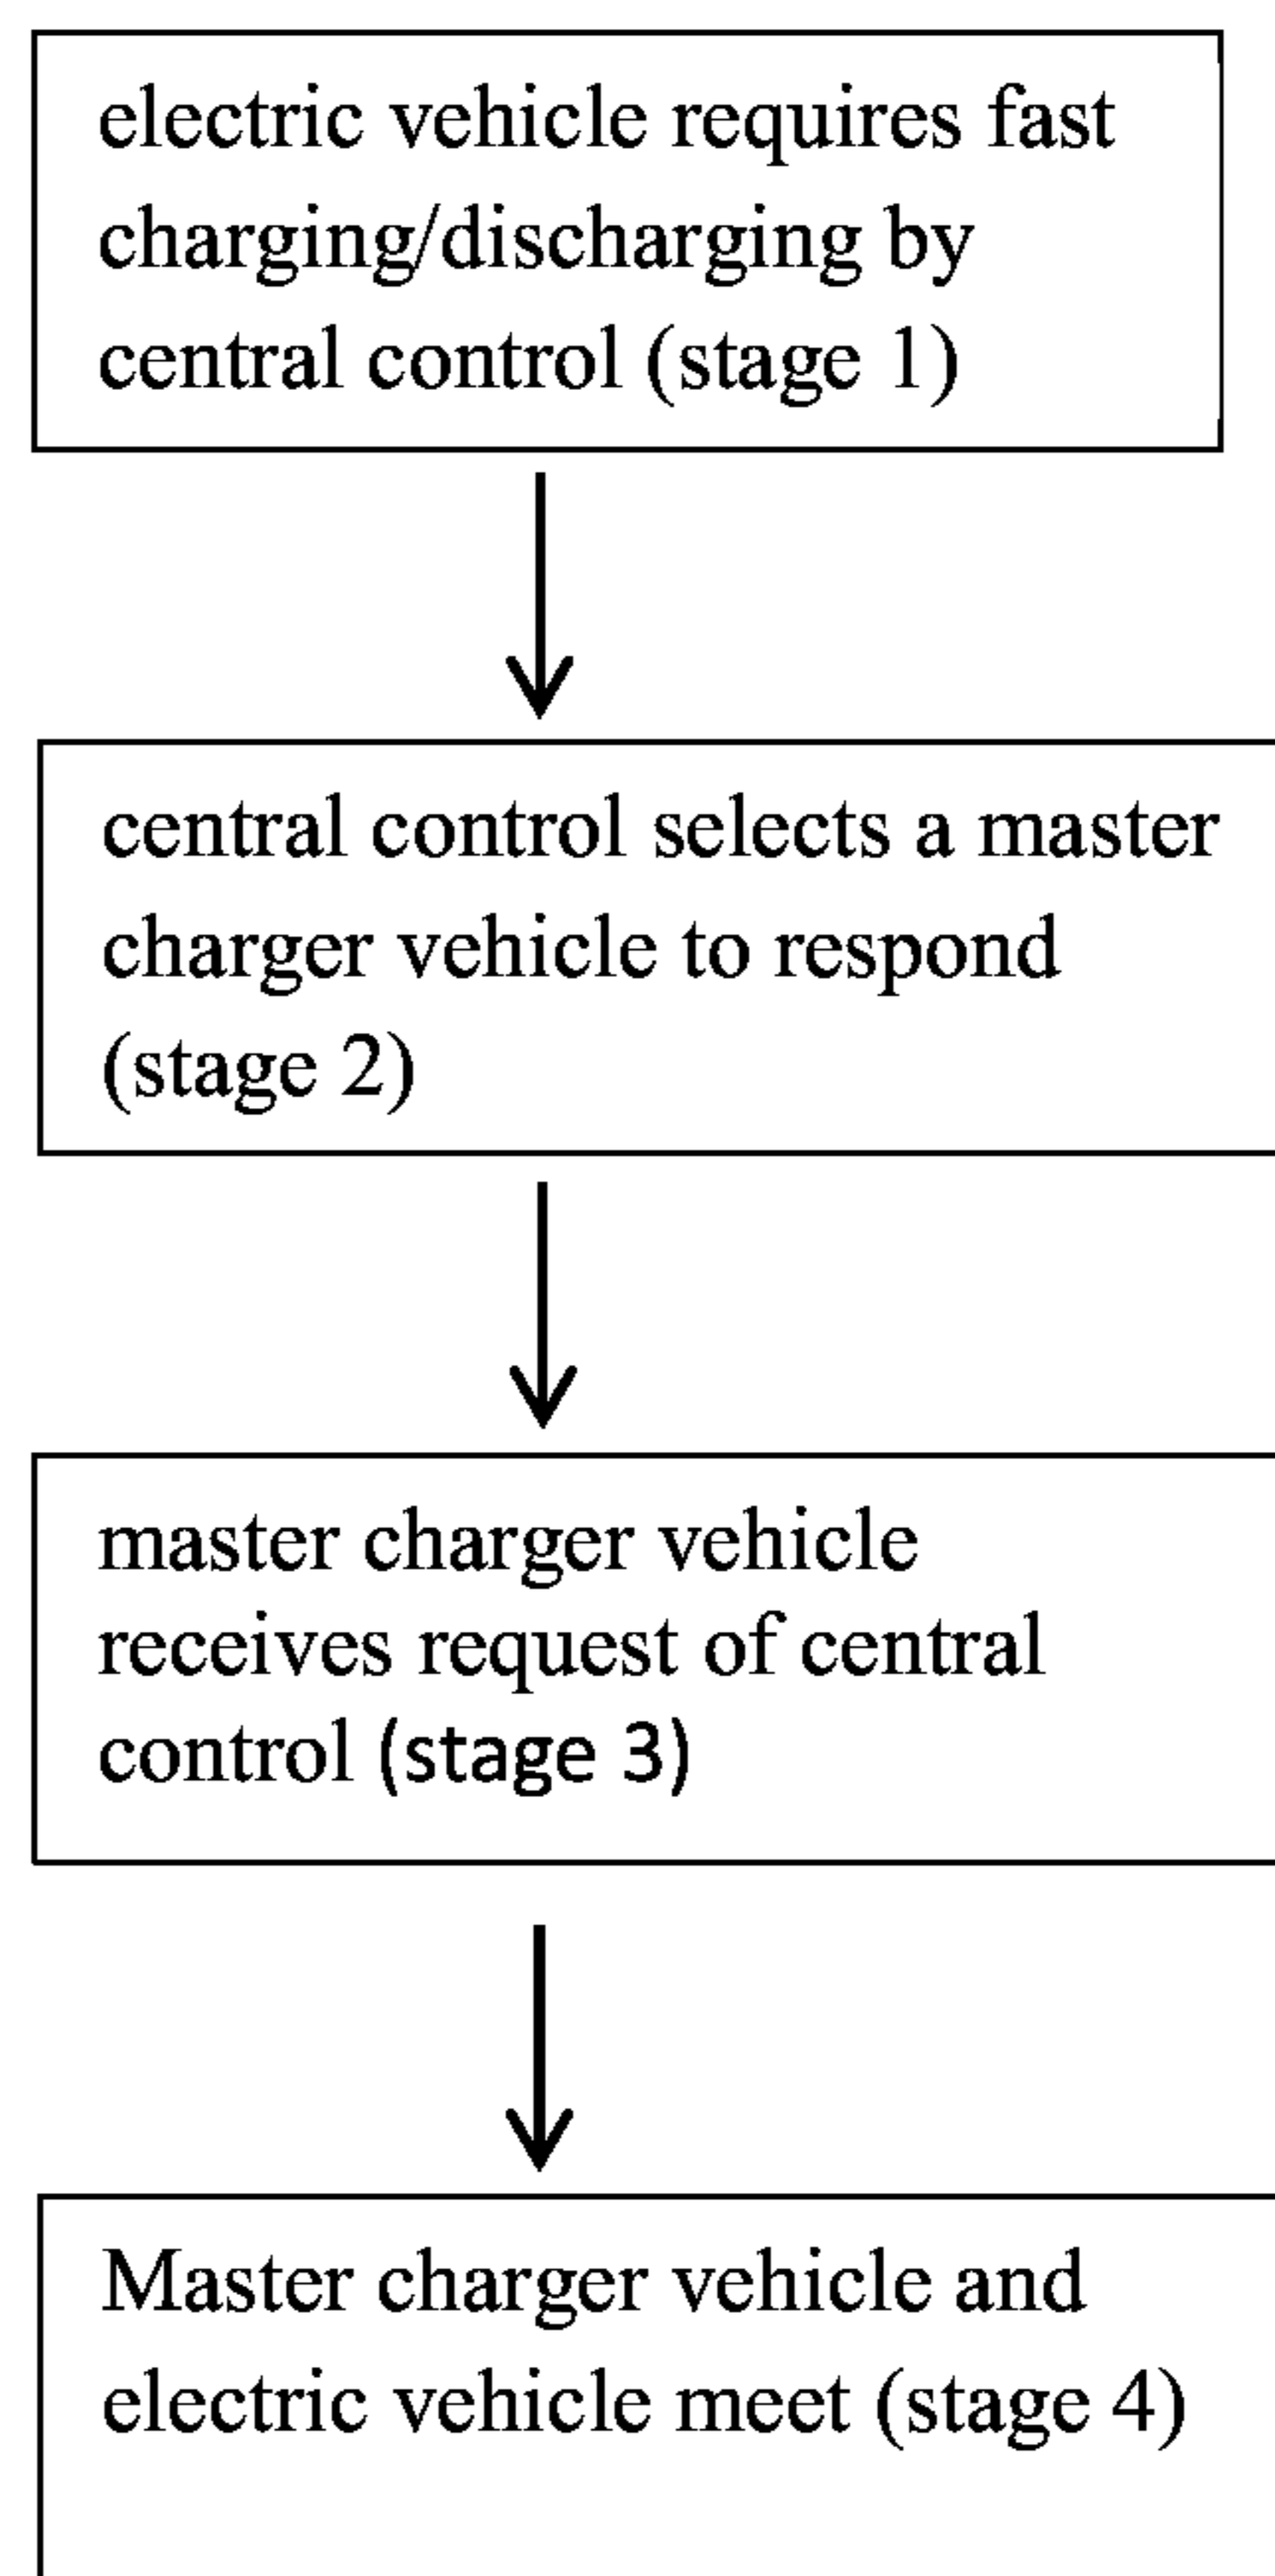 electric vehicle requires fast
charging/discharging by
central control (stage 1)
central control selects a master
charger vehicle to respond
(stage 2)
master charger vehicle
receives request of central
control (stage 3)
Master charger vehicle and
electric vehicle meet (stage 4)